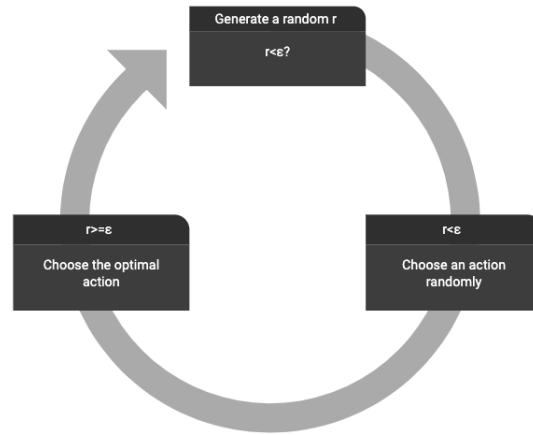 Generate a random r
r<ε?
r>=ε
Choose the optimal
action
r<ε
Choose an action
randomly